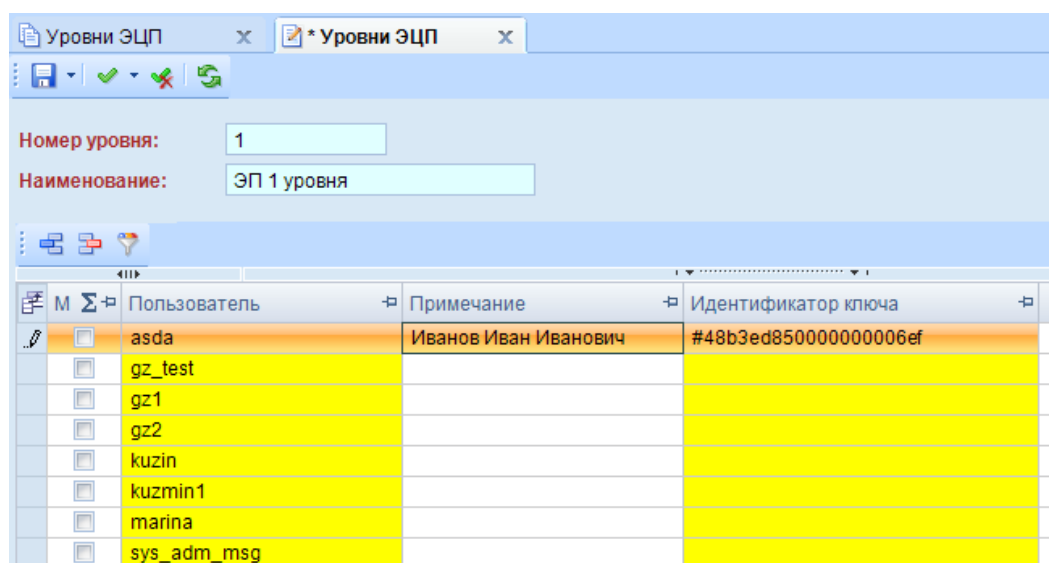 Уровни ЭЦП x * Уровни ЭЦП x
Номер уровня: 1
Наименование: ЭП 1 уровня
М Σ Пользователь Примечание Идентификатор ключа
asda Иванов Иван Иванович #48b3ed850000000006ef
gz_test
gz1
gz2
kuzin
kuzmin1
marina
sys_adm_msg